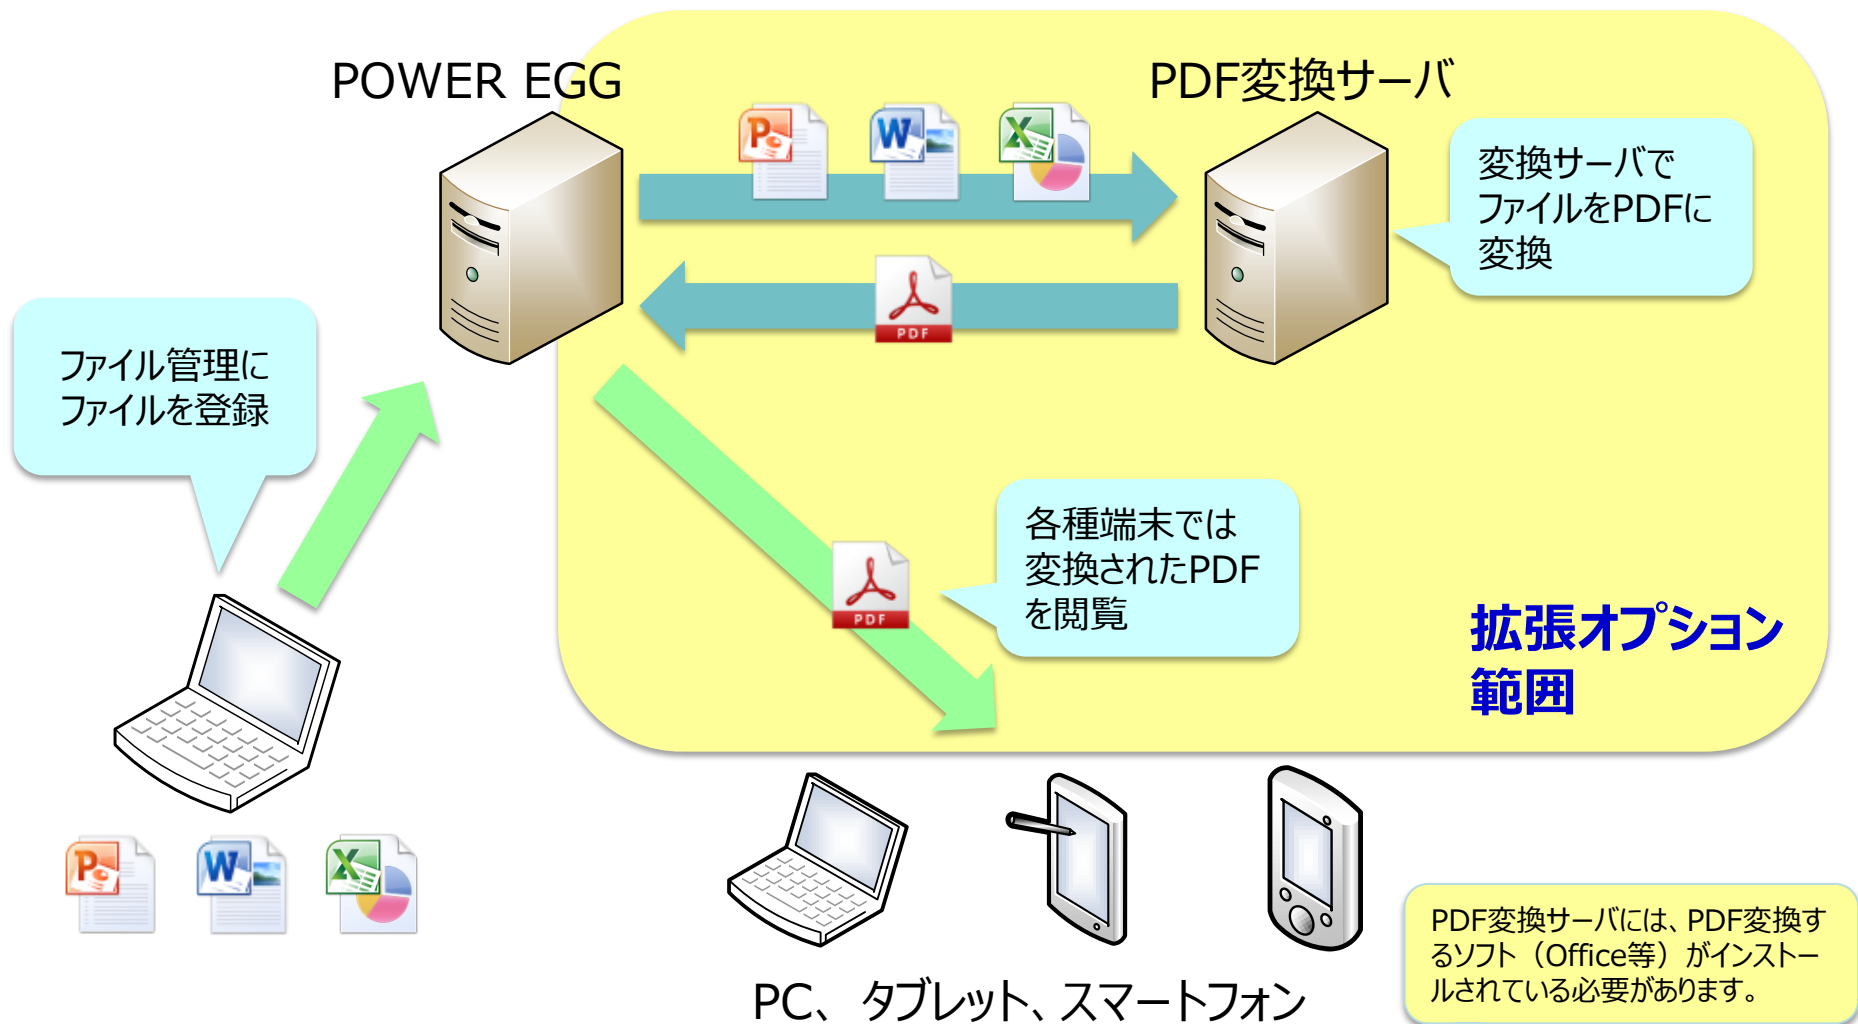 POWER EGG
PDF変換サーバ
変換サーバで
ファイルをPDFに
変換
PDF
ファイル管理に
ファイルを登録
各種端末では
変換されたPDF
を閲覧
PDF
拡張オプション
範囲
PC、タブレット、スマートフォン
PDF変換サーバには、PDF変換す
るソフト（Office等）がインストー
ルされている必要があります。